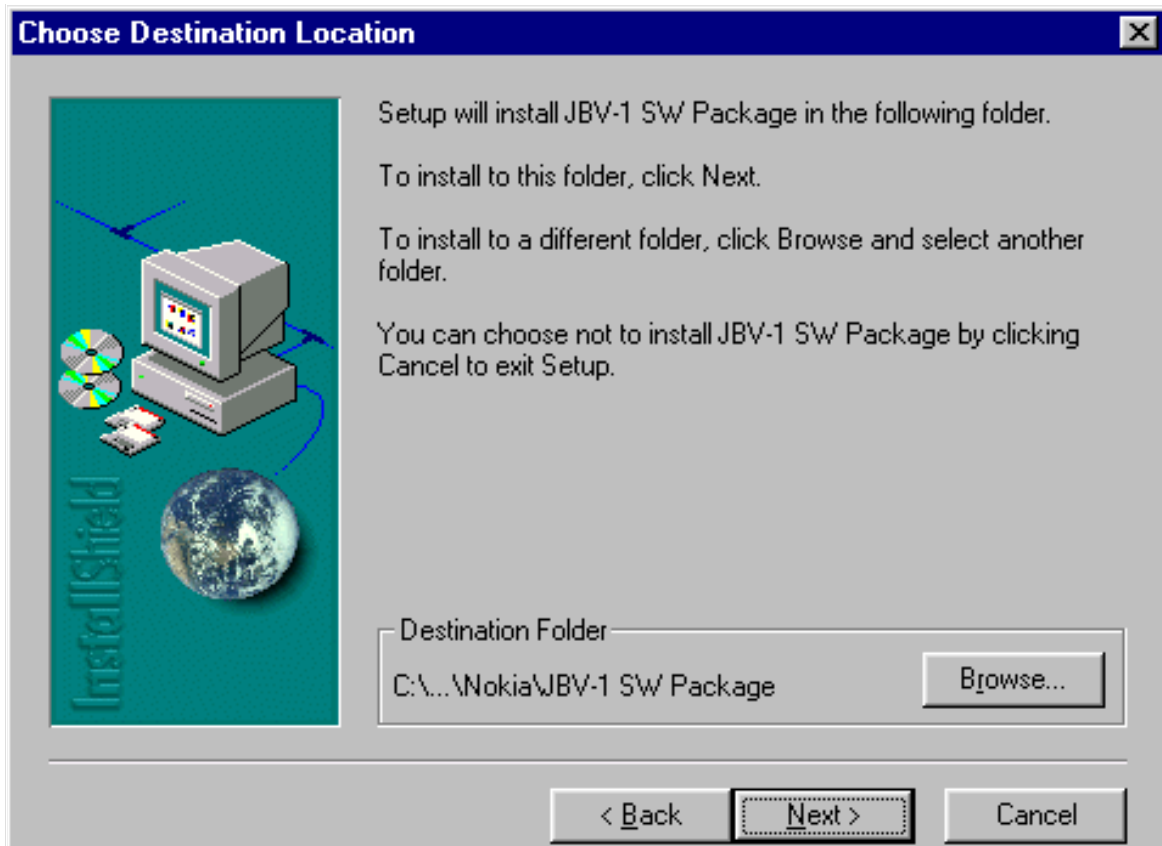 Choose Destination Location
Setup will install JBV-1 SW Package in the following folder.
To install to this folder, click Next.
To install to a different folder, click Browse and select another
folder.
You can choose not to install JBV-1 SW Package by clicking
Cancel to exit Setup.
InstallShield
Destination Folder
C:\...\Nokia\JBV-1 SW Package
Browse...
< Back
Next >
Cancel